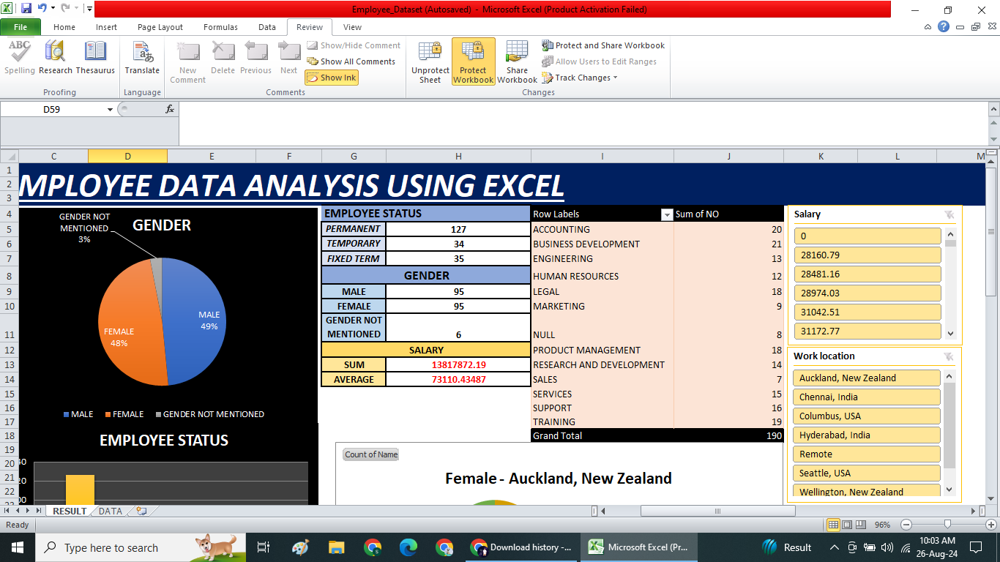 Employee_Dataset (Autosaved) - Microsoft Excel (Product Activation Failed)
File Home Insert Page Layout Formulas Data Review View
ABC
Spelling Research Thesaurus
Proofing
Translate
Language
New Comment Delete Previous Next
Show/Hide Comment
Show All Comments
Show Ink
Comments
Unprotect Sheet Protect Workbook Share Workbook
Protect and Share Workbook
Allow Users to Edit Ranges
Track Changes
Changes
D59 fx
C D E F G H I J K L M
1
2
3
MPLOYEE DATA ANALYSIS USING EXCEL
GENDER
GENDER NOT
MENTIONED
3%
MALE
49%
FEMALE
48%
MALE FEMALE GENDER NOT MENTIONED
EMPLOYEE STATUS
40
20
00
4 EMPLOYEE STATUS Row Labels Sum of NO
5 PERMANENT 127 ACCOUNTING 20
6 TEMPORARY 34 BUSINESS DEVELOPMENT 21
7 FIXED TERM 35 ENGINEERING 13
8 GENDER HUMAN RESOURCES 12
9 MALE 95 LEGAL 18
10 FEMALE 95 MARKETING 9
GENDER NOT
11 MENTIONED 6 NULL 8
12 SALARY PRODUCT MANAGEMENT 18
13 SUM 13817872.19 RESEARCH AND DEVELOPMENT 14
14 AVERAGE 73110.43487 SALES 7
15 SERVICES 15
16 SUPPORT 16
17 TRAINING 19
18 Grand Total 190
19
20
21
22
23
Count of Name
Female - Auckland, New Zealand
Salary
0
28160.79
28481.16
28974.03
31042.51
31172.77
Work location
Auckland, New Zealand
Chennai, India
Columbus, USA
Hyderabad, India
Remote
Seattle, USA
Wellington, New Zealand
RESULT DATA
Ready 96%
Type here to search Download history -... Microsoft Excel (Pr... Result
10:03 AM
26-Aug-24